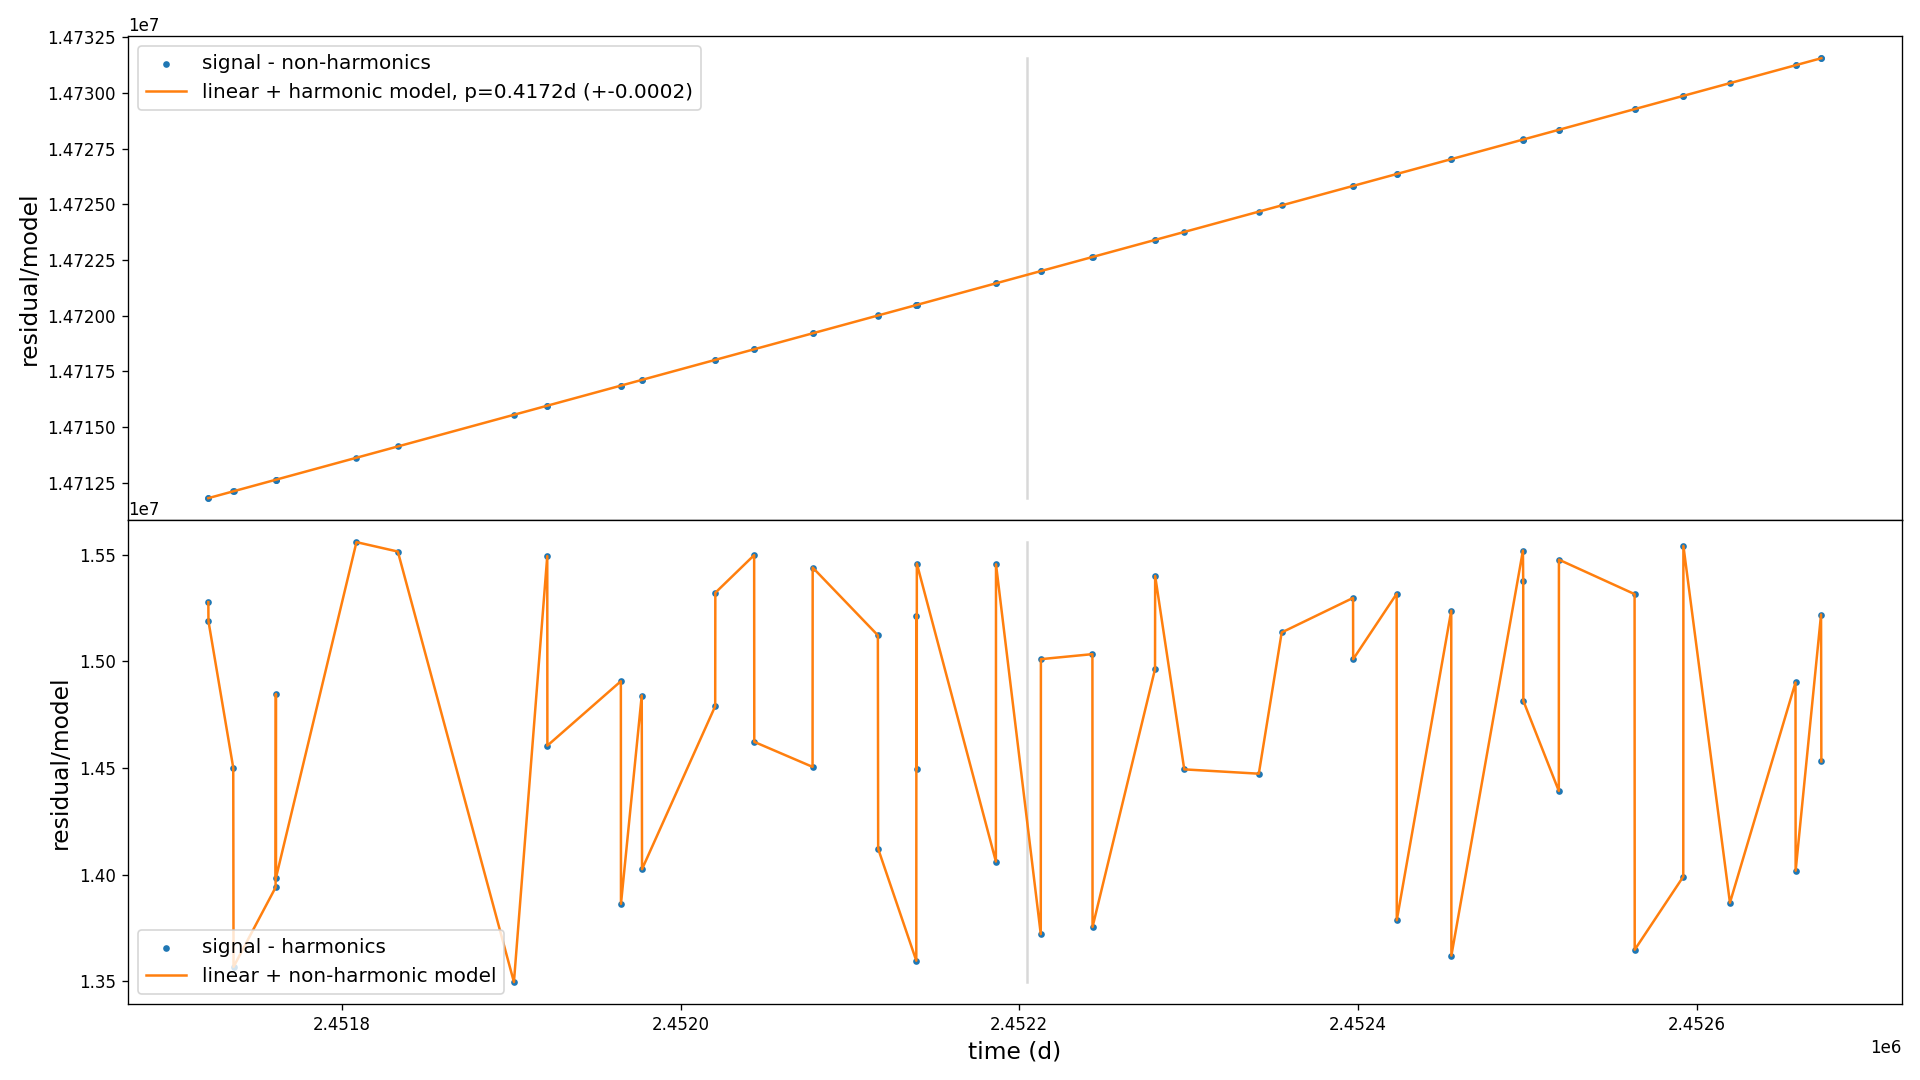 1e7
1.47325
1.47300
1.47275
1.47250
1.47225
1.47200
1.47175
1.47150
1.47125
residual/model
signal - non-harmonics
linear + harmonic model, p=0.4172d (+-0.0002)
1e7
1.55
1.50
1.45
1.40
1.35
residual/model
signal - harmonics
linear + non-harmonic model
2.4518
2.4520
2.4522
2.4524
2.4526
1e6
time (d)